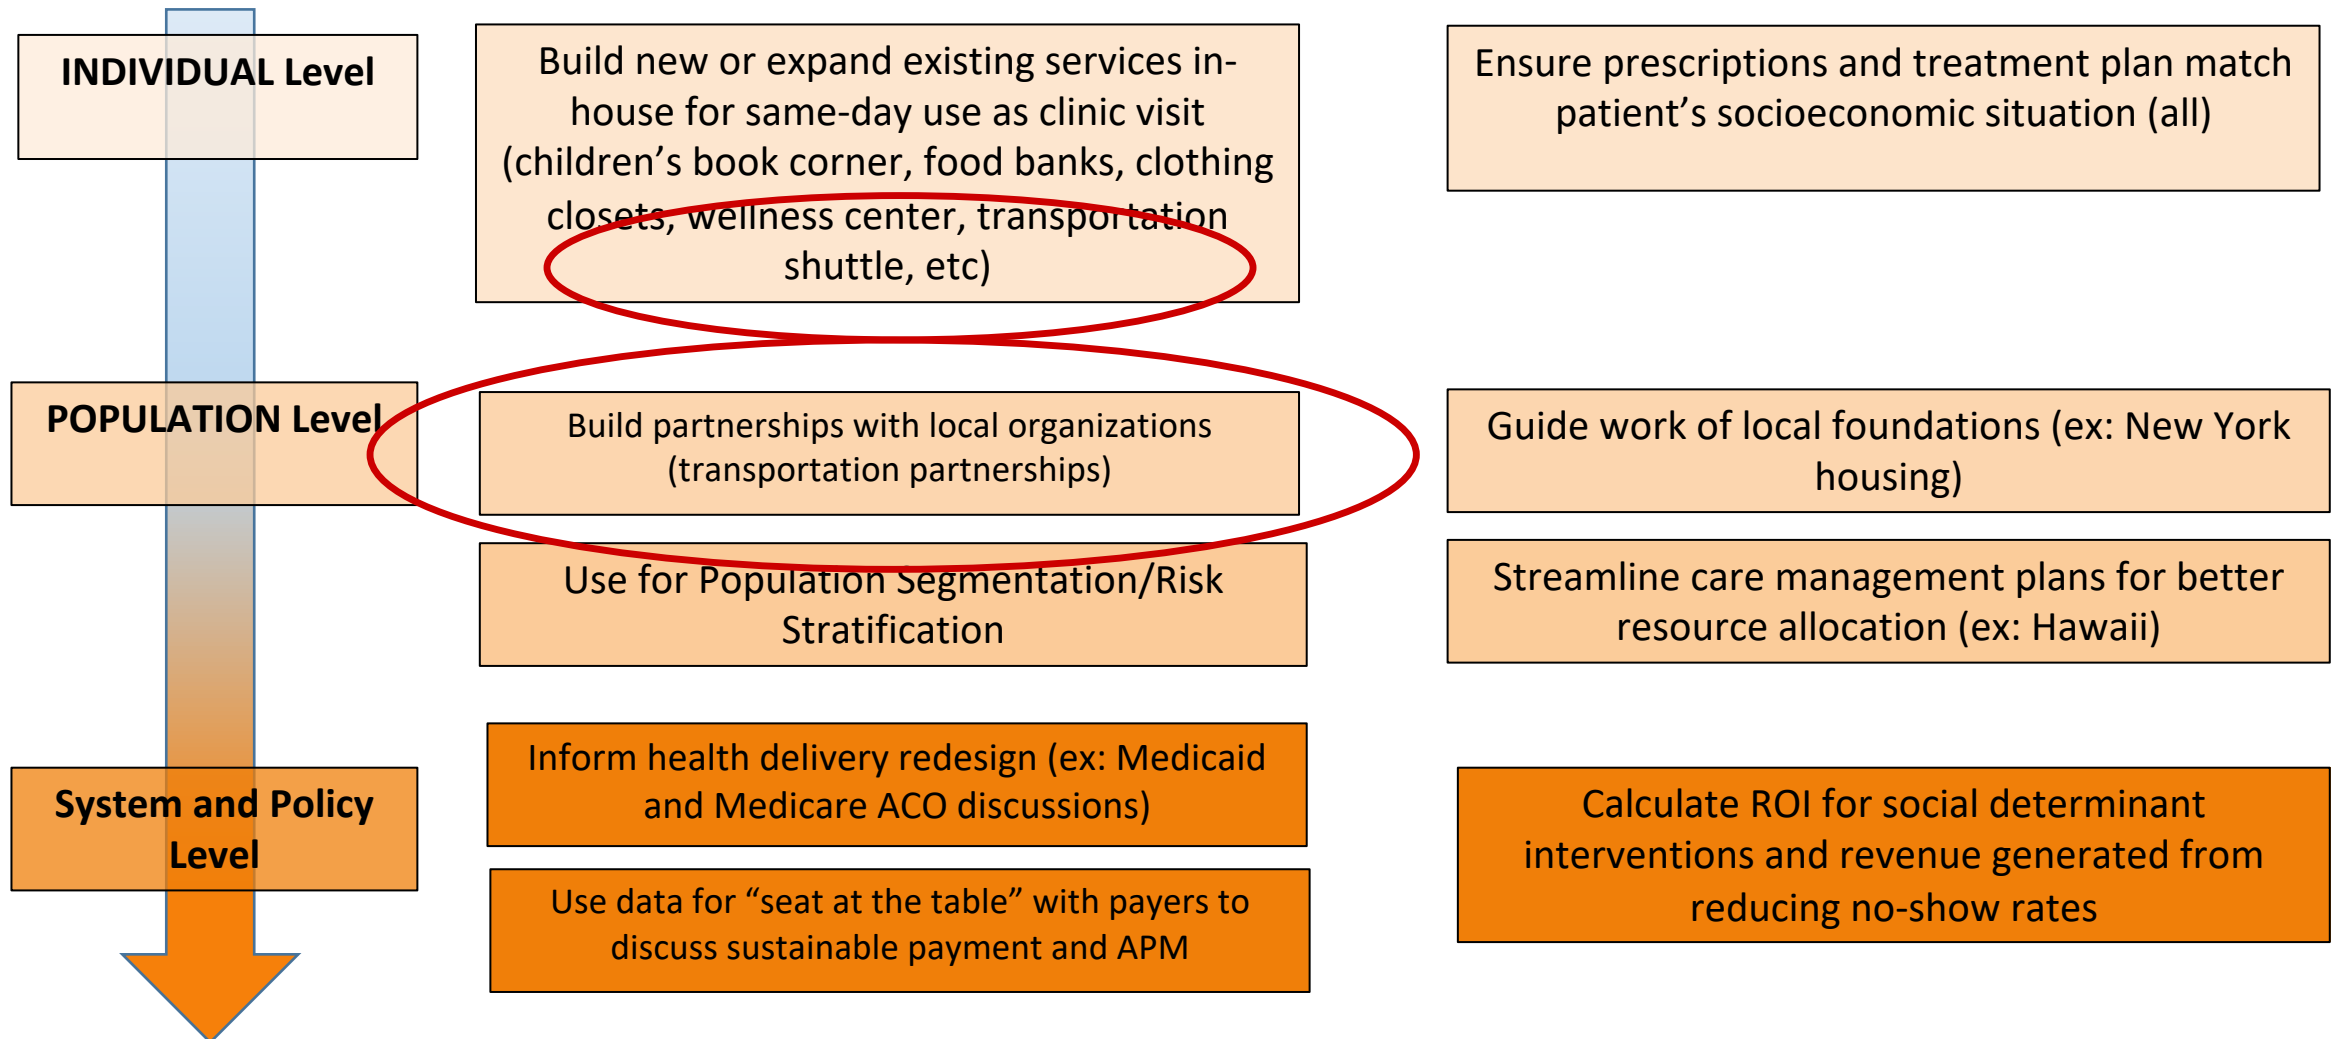 INDIVIDUAL Level
Build new or expand existing services in-
house for same-day use as clinic visit
(children’s book corner, food banks, clothing
closets, wellness center, transportation
shuttle, etc)
Ensure prescriptions and treatment plan match
patient’s socioeconomic situation (all)
POPULATION Level
Build partnerships with local organizations
(transportation partnerships)
Guide work of local foundations (ex: New York
housing)
Use for Population Segmentation/Risk
Stratification
Streamline care management plans for better
resource allocation (ex: Hawaii)
System and Policy
Level
Inform health delivery redesign (ex: Medicaid
and Medicare ACO discussions)
Use data for “seat at the table” with payers to
discuss sustainable payment and APM
Calculate ROI for social determinant
interventions and revenue generated from
reducing no-show rates